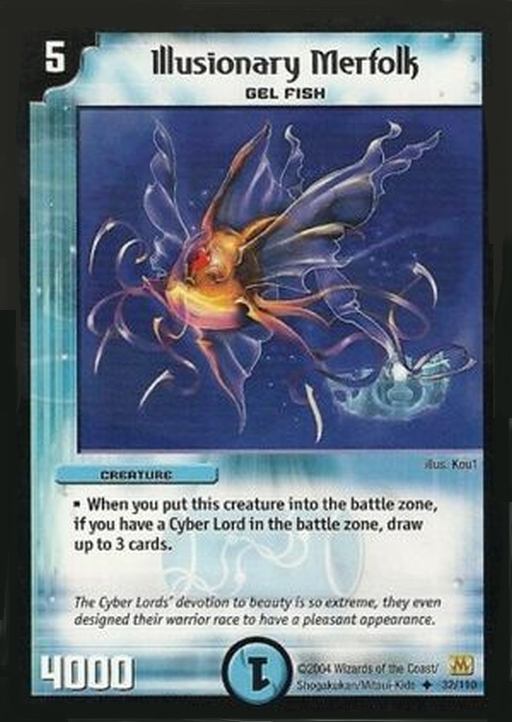 5
Illusionary Merfolk
GEL FISH
illus. Kou1
CREATURE
▪ When you put this creature into the battle zone,
if you have a Cyber Lord in the battle zone, draw
up to 3 cards.
The Cyber Lords' devotion to beauty is so extreme, they even
designed their warrior race to have a pleasant appearance.
4000
1
©2004 Wizards of the Coast/
Shogakukan/Mitsui-Kids ✦ 32/110
M